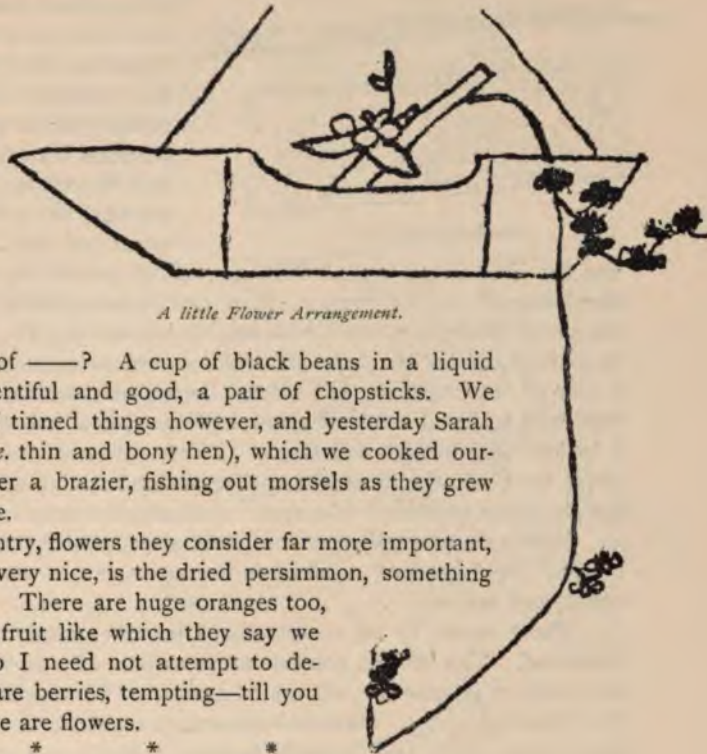 A little Flower Arrangement.
of ——? A cup of black beans in a liquid
entiful and good, a pair of chopsticks. We
tinned things however, and yesterday Sarah
. thin and bony hen), which we cooked our-
er a brazier, fishing out morsels as they grew
e.
ntry, flowers they consider far more important,
very nice, is the dried persimmon, something
There are huge oranges too,
fruit like which they say we
o I need not attempt to de-
are berries, tempting—till you
e are flowers.
* * *